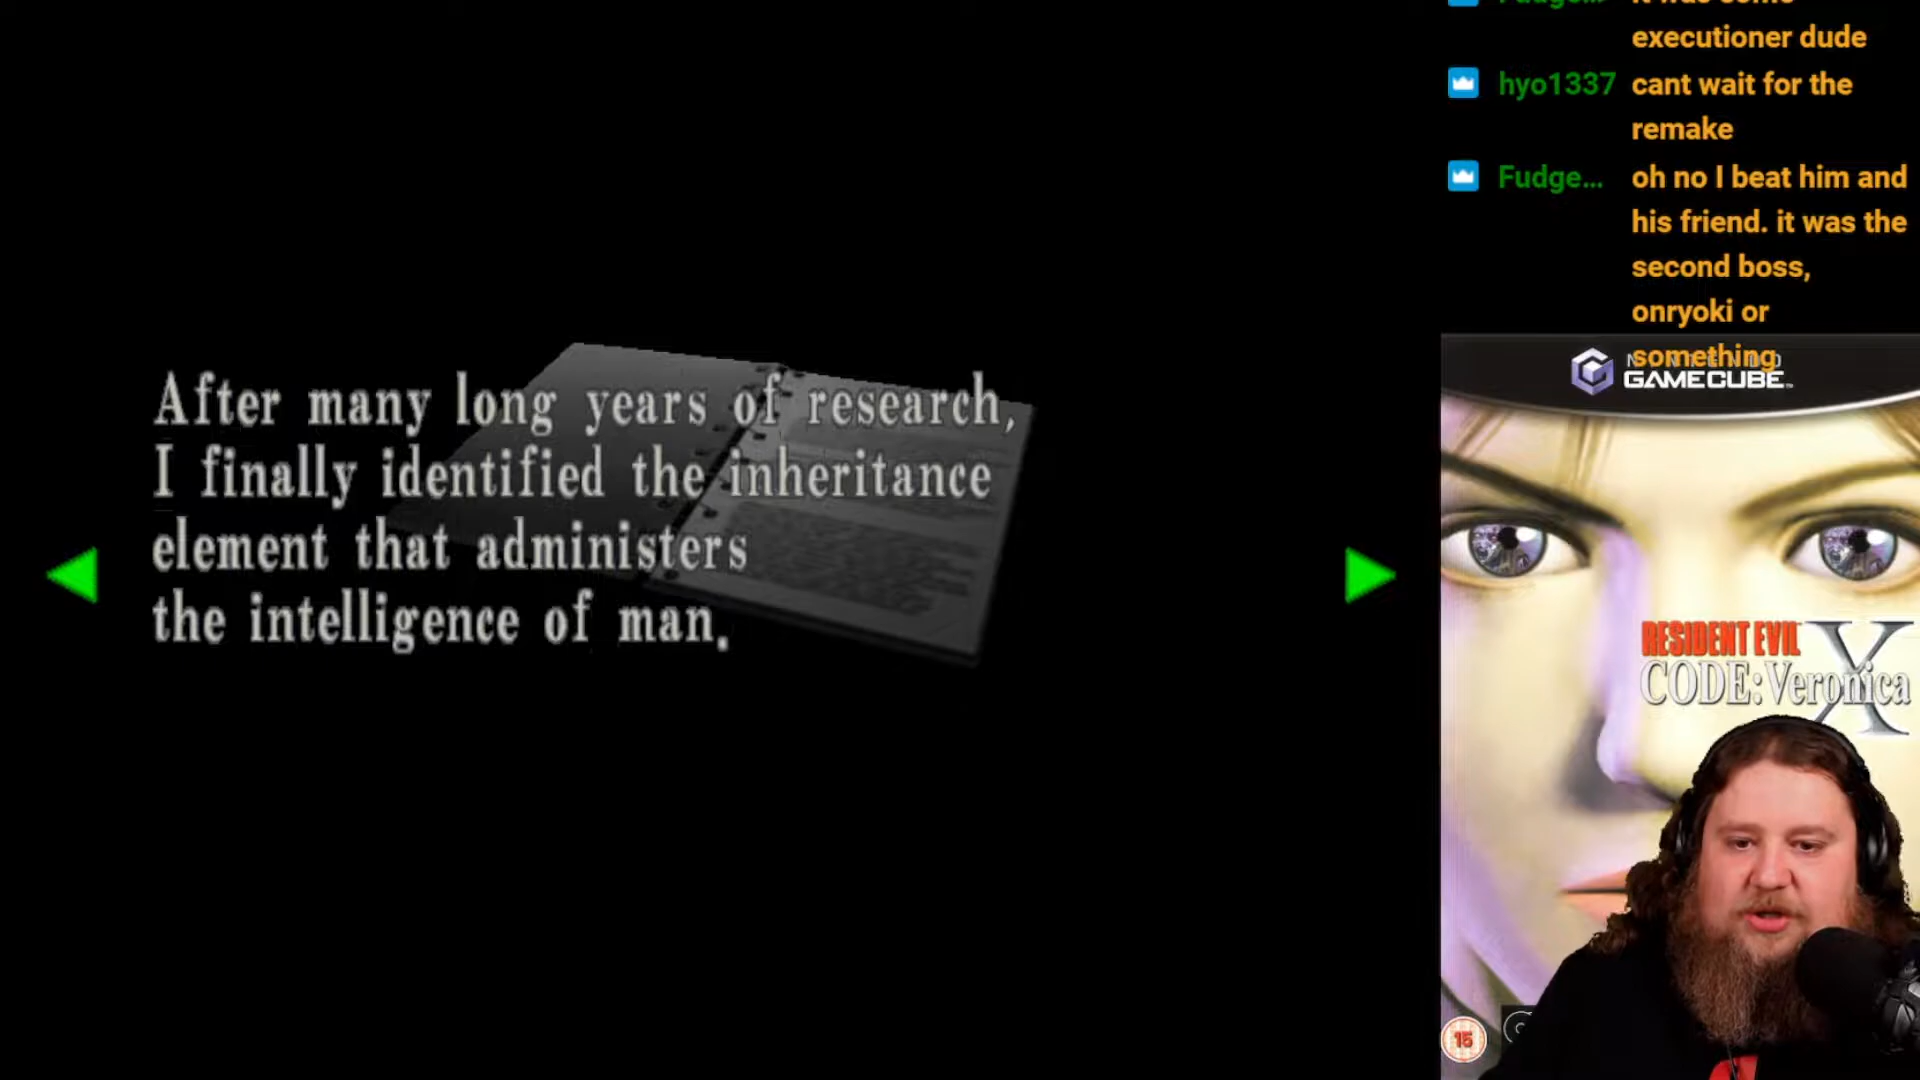 After many long years of research,
I finally identified the inheritance
element that administers
the intelligence of man.
executioner dude
hyo1337 cant wait for the
remake
Fudge... oh no I beat him and
his friend. it was the
second boss,
onryoki or
something
GAMECUBE
RESIDENT EVIL
CODE:Veronica X
15